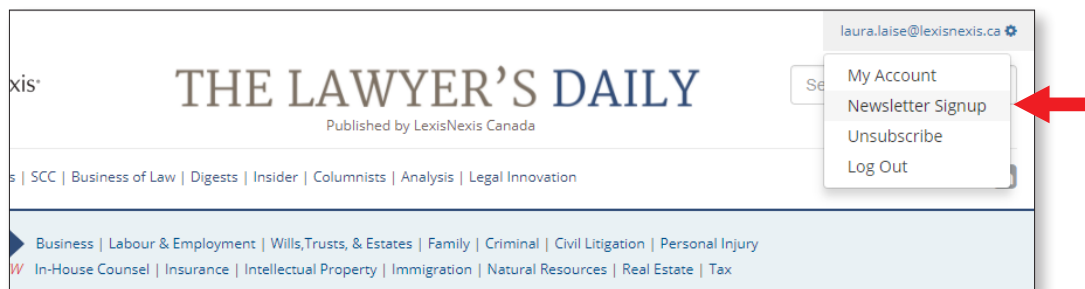 laura.laise@lexisnexis.ca
xis®
THE LAWYER'S DAILY
Published by LexisNexis Canada
Se
My Account
Newsletter Signup
Unsubscribe
Log Out
s | SCC | Business of Law | Digests | Insider | Columnists | Analysis | Legal Innovation
Business | Labour & Employment | Wills,Trusts, & Estates | Family | Criminal | Civil Litigation | Personal Injury
W In-House Counsel | Insurance | Intellectual Property | Immigration | Natural Resources | Real Estate | Tax